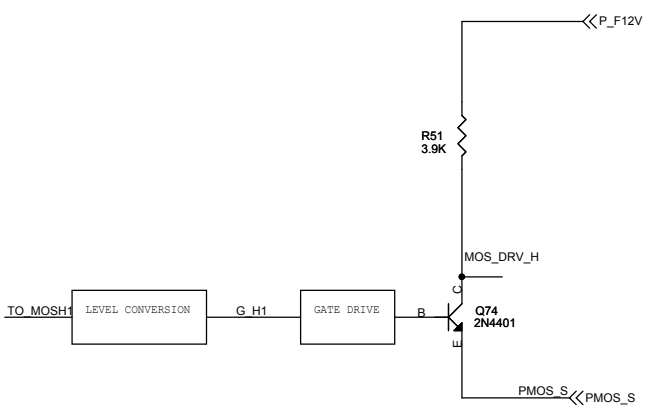 P_F12V
R51
3.9K
MOS_DRV_H
C
TO_MOSH1
LEVEL CONVERSION
G_H1
GATE DRIVE
B
Q74
2N4401
E
PMOS_S
PMOS_S